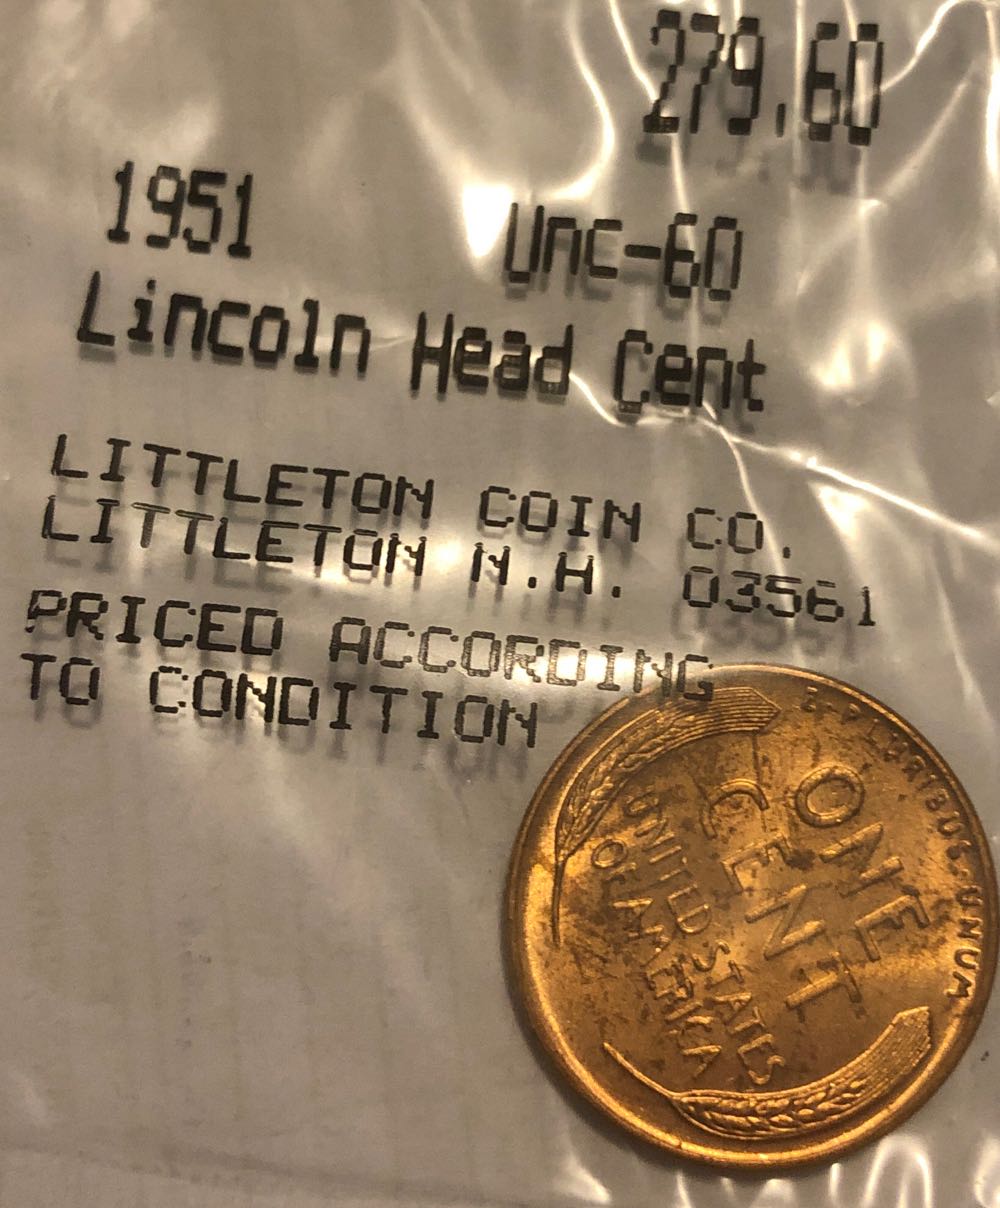 279.60
1951 Unc-60
Lincoln Head Cent
LITTLETON COIN CO.
LITTLETON N.H. 03561
PRICED ACCORDING
TO CONDITION
E·PLURIBUS·UNUM
ONE
CENT
UNITED STATES
OF AMERICA